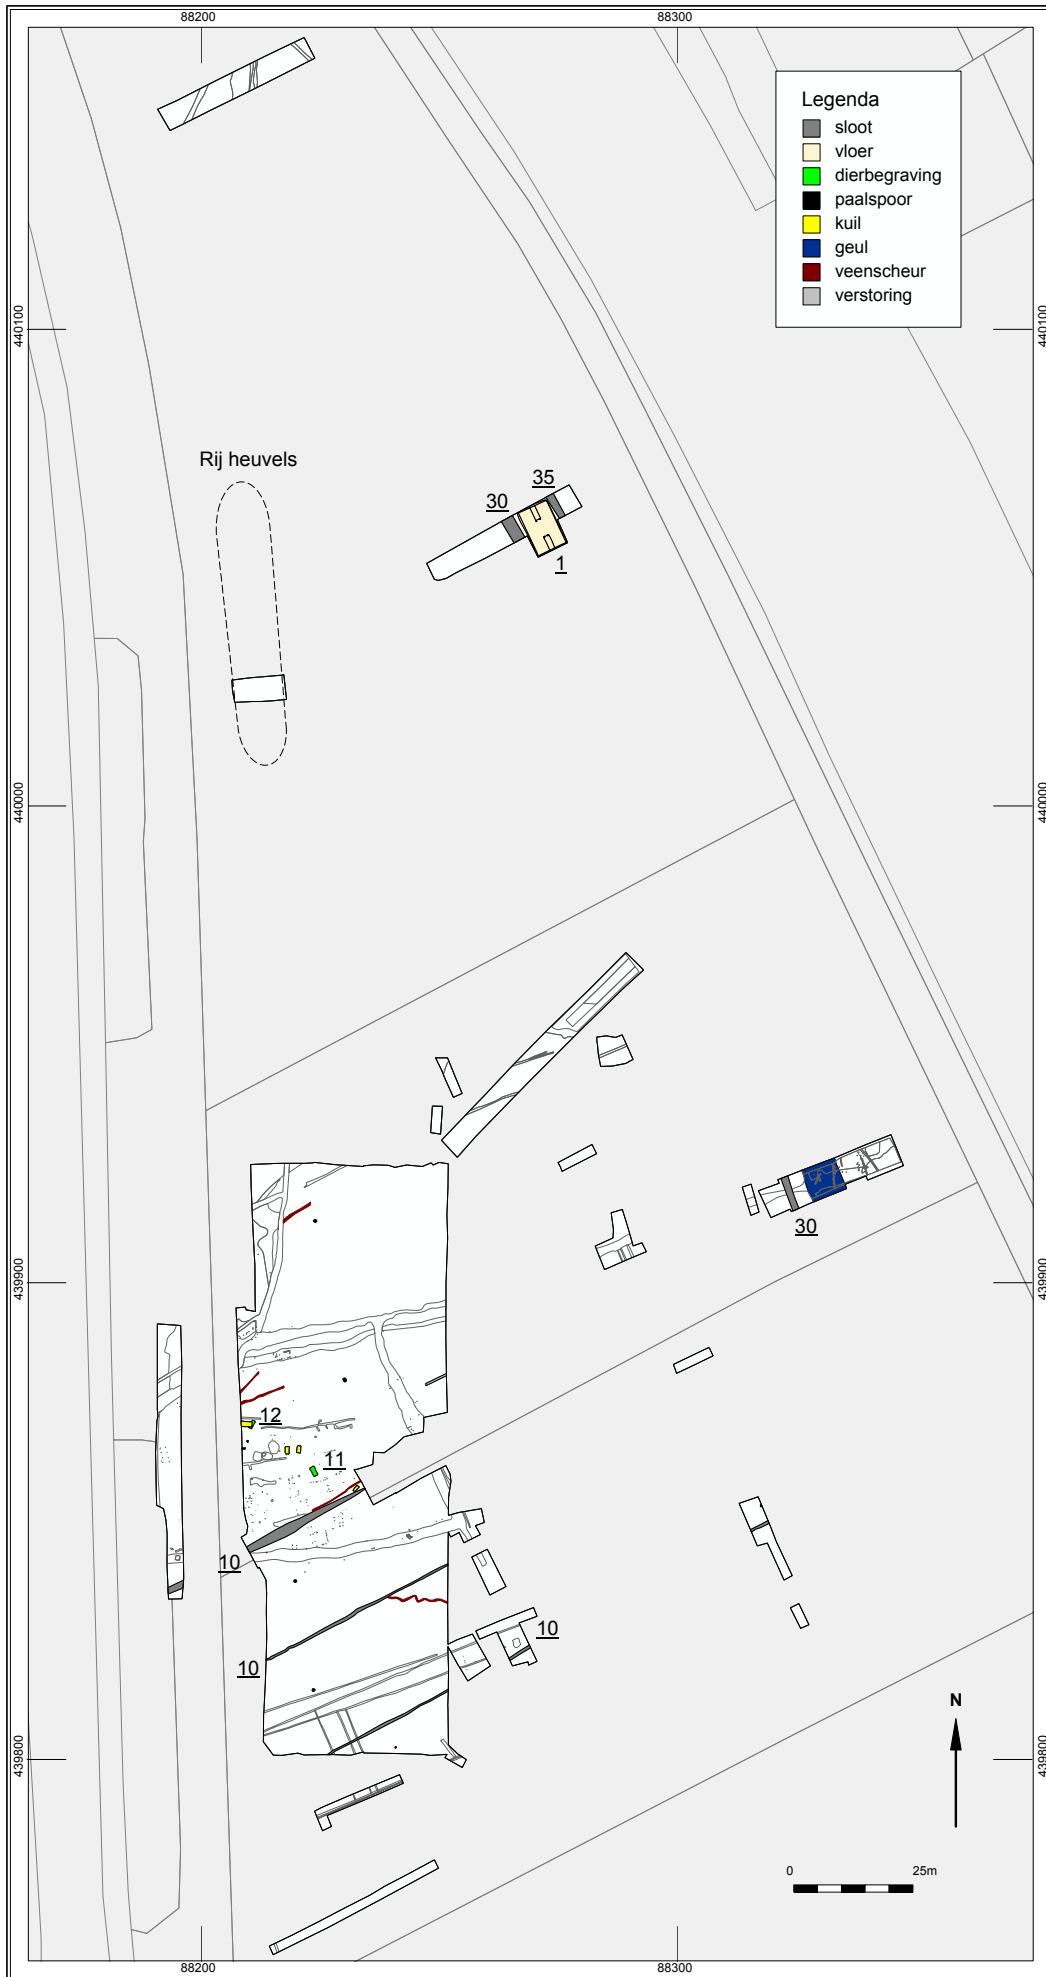 88200
88300
Legenda
sloot
vloer
dierbegraving
paalspoor
kuil
geul
veenscheur
verstoring
440100
440100
Rij heuvels
35
30
1
440000
440000
30
439900
439900
12
11
10
10
10
N
439800
439800
0
25m
88200
88300